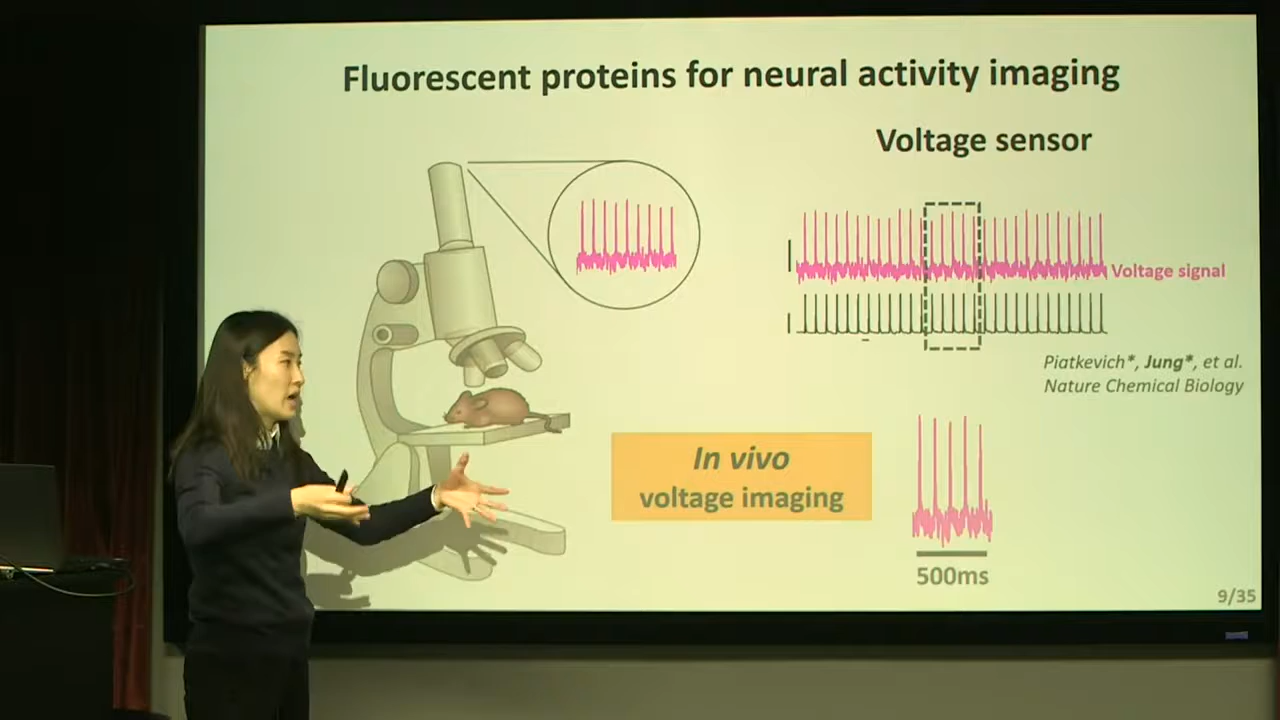 Fluorescent proteins for neural activity imaging
Voltage sensor
Voltage signal
Piatkevich*, Jung*, et al.
Nature Chemical Biology
In vivo
voltage imaging
500ms
9/35